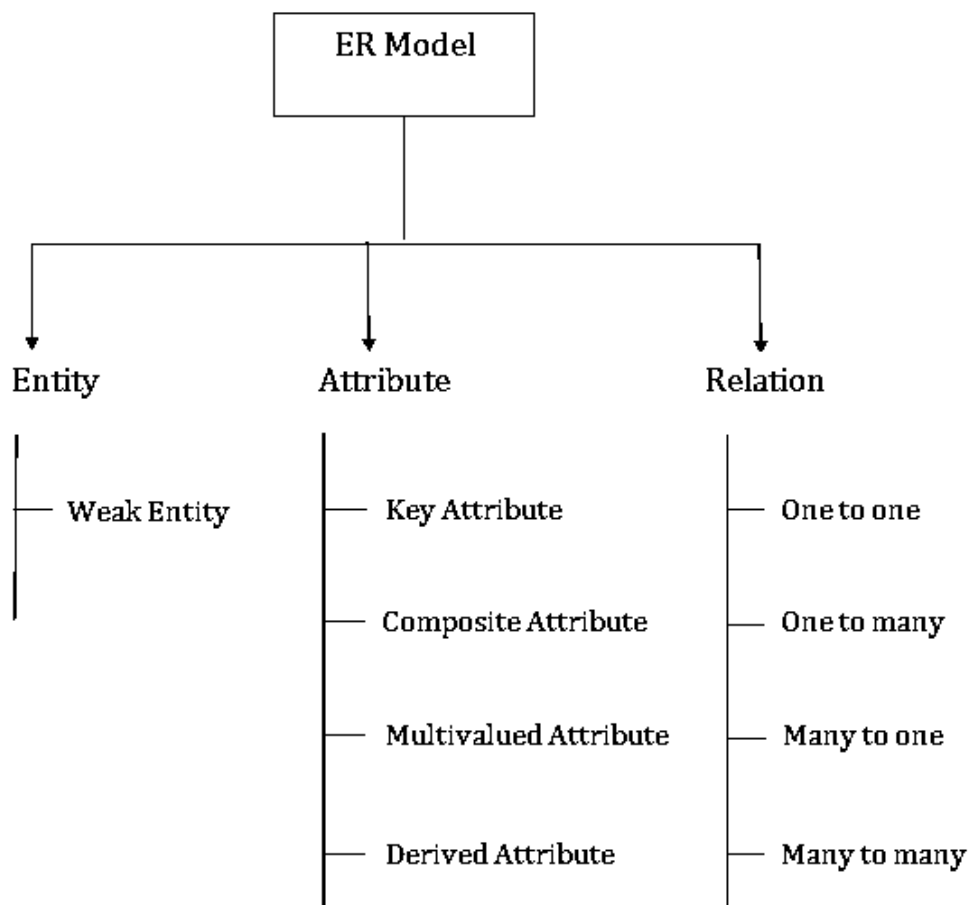 ER Model
Entity
Attribute
Relation
Weak Entity
Key Attribute
One to one
Composite Attribute
One to many
Multivalued Attribute
Many to one
Derived Attribute
Many to many